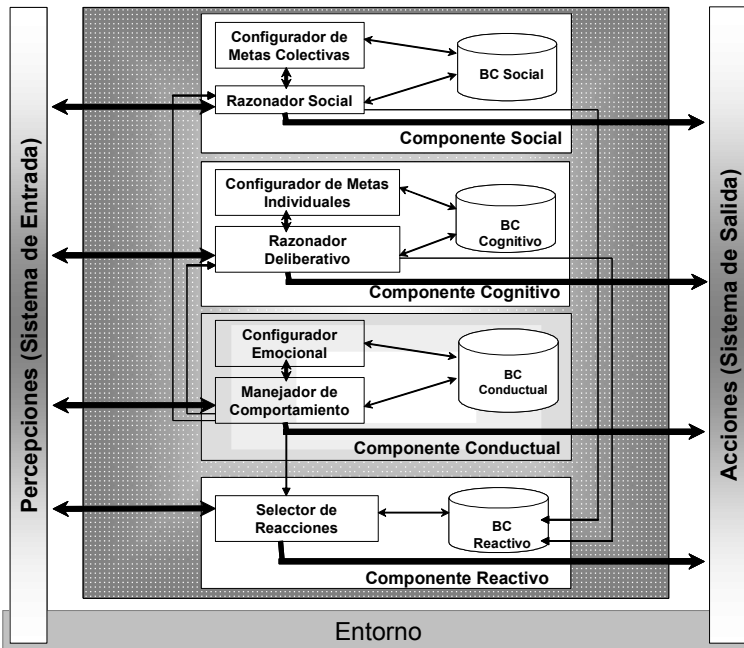 Percepciones (Sistema de Entrada)
Configurador de
Metas Colectivas
Razonador Social
BC Social
Componente Social
Configurador de Metas
Individuales
Razonador
Deliberativo
BC
Cognitivo
Componente Cognitivo
Configurador
Emocional
Manejador de
Comportamiento
BC
Conductual
Componente Conductual
Selector de
Reacciones
BC
Reactivo
Componente Reactivo
Acciones (Sistema de Salida)
Entorno